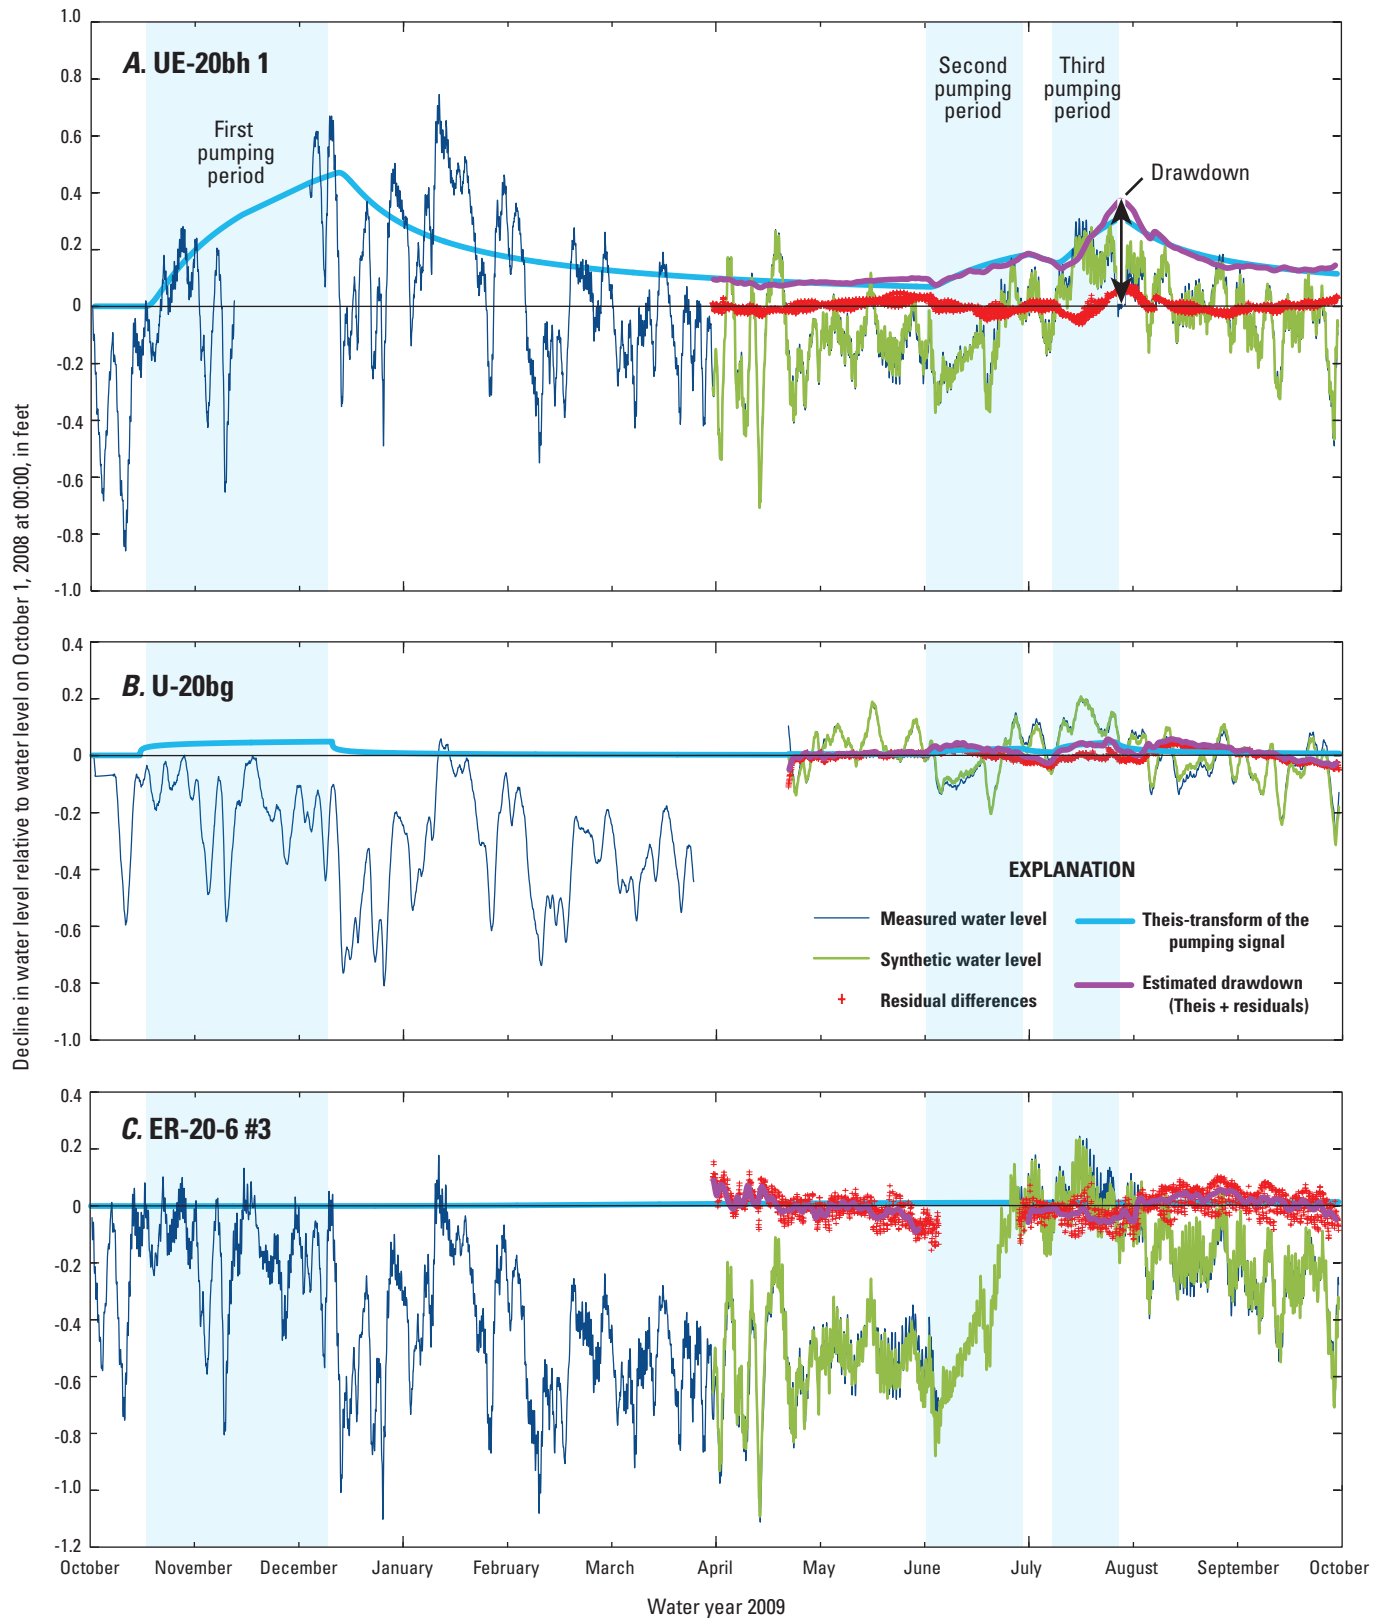 Decline in water level relative to water level on October 1, 2008 at 00:00, in feet
A. UE-20bh 1
First
pumping
period
Second
pumping
period
Third
pumping
period
Drawdown
1.0
0.8
0.6
0.4
0.2
0
-0.2
-0.4
-0.6
-0.8
-1.0
B. U-20bg
0.4
0.2
0
-0.2
-0.4
-0.6
-0.8
-1.0
EXPLANATION
Measured water level
Synthetic water level
Residual differences
Theis-transform of the
pumping signal
Estimated drawdown
(Theis + residuals)
C. ER-20-6 #3
0.4
0.2
0
-0.2
-0.4
-0.6
-0.8
-1.0
-1.2
October November December January February March April May June July August September October
Water year 2009